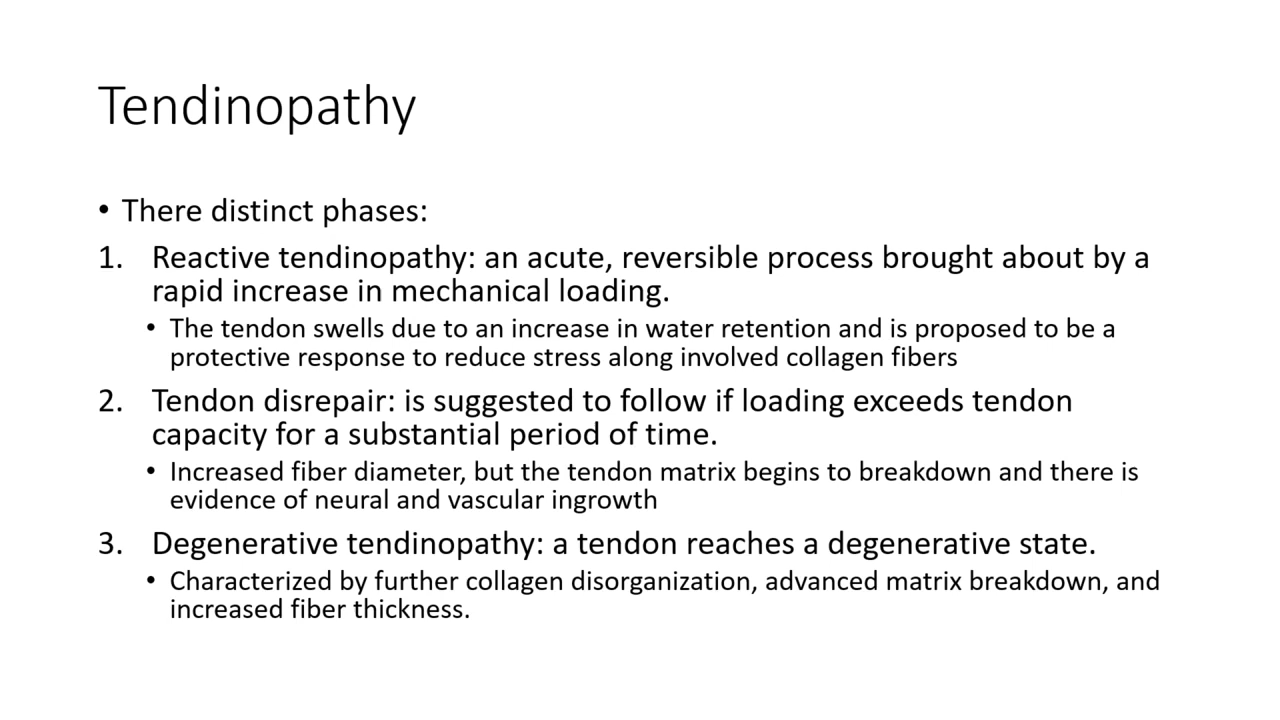 Tendinopathy
• There distinct phases:
1. Reactive tendinopathy: an acute, reversible process brought about by a
rapid increase in mechanical loading.
• The tendon swells due to an increase in water retention and is proposed to be a
protective response to reduce stress along involved collagen fibers
2. Tendon disrepair: is suggested to follow if loading exceeds tendon
capacity for a substantial period of time.
• Increased fiber diameter, but the tendon matrix begins to breakdown and there is
evidence of neural and vascular ingrowth
3. Degenerative tendinopathy: a tendon reaches a degenerative state.
• Characterized by further collagen disorganization, advanced matrix breakdown, and
increased fiber thickness.